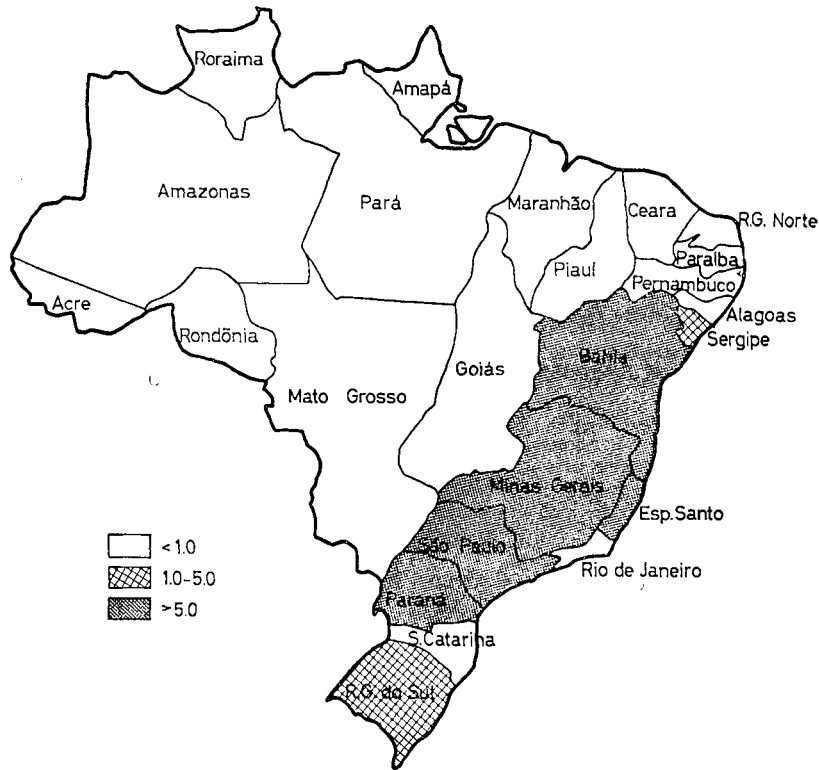 Roraima
Amapá
Amazonas
Pará
Maranhão
Ceara
R.G. Norte
Paraíba
Piauí
Pernambuco
Acre
Alagoas
Rondônia
Sergipe
Bahia
Goiás
Mato Grosso
Minas Gerais
Esp.Santo
São Paulo
Rio de Janeiro
Paraná
S.Catarina
R.G. do Sul
< 1.0
1.0-5.0
> 5.0